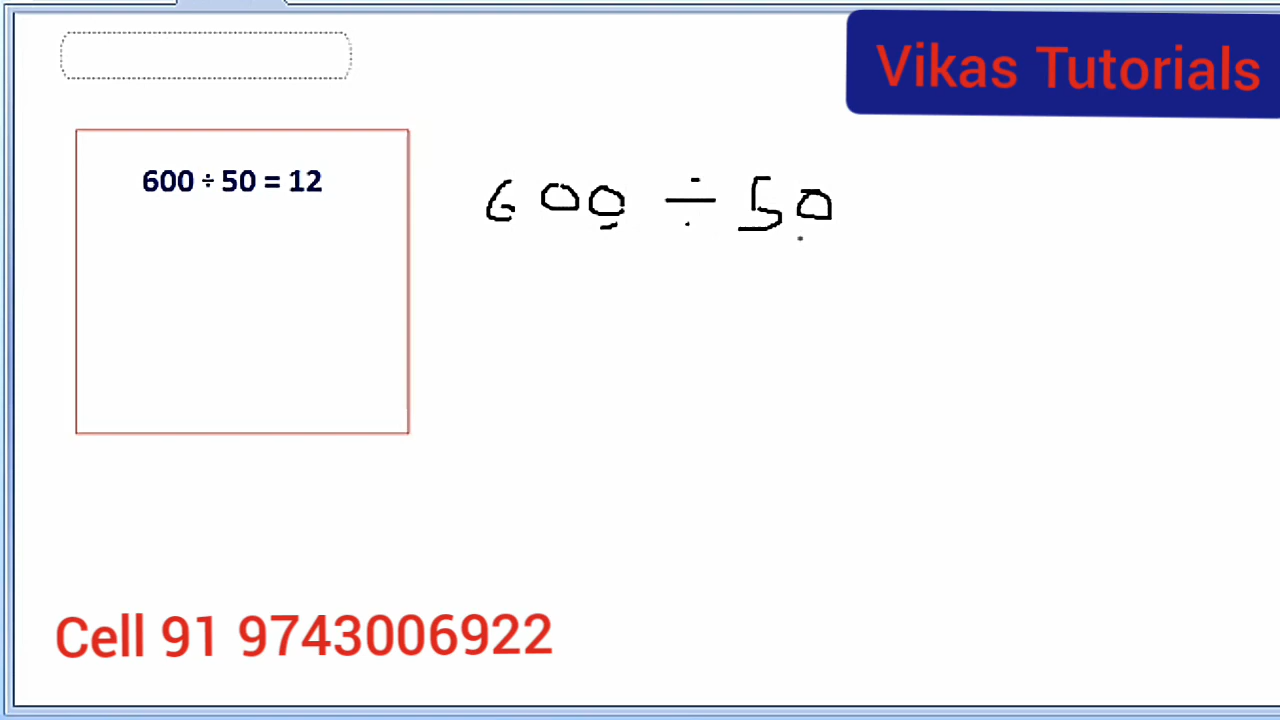 Vikas Tutorials
600 ÷ 50 = 12
600 ÷ 50
Cell 91 9743006922